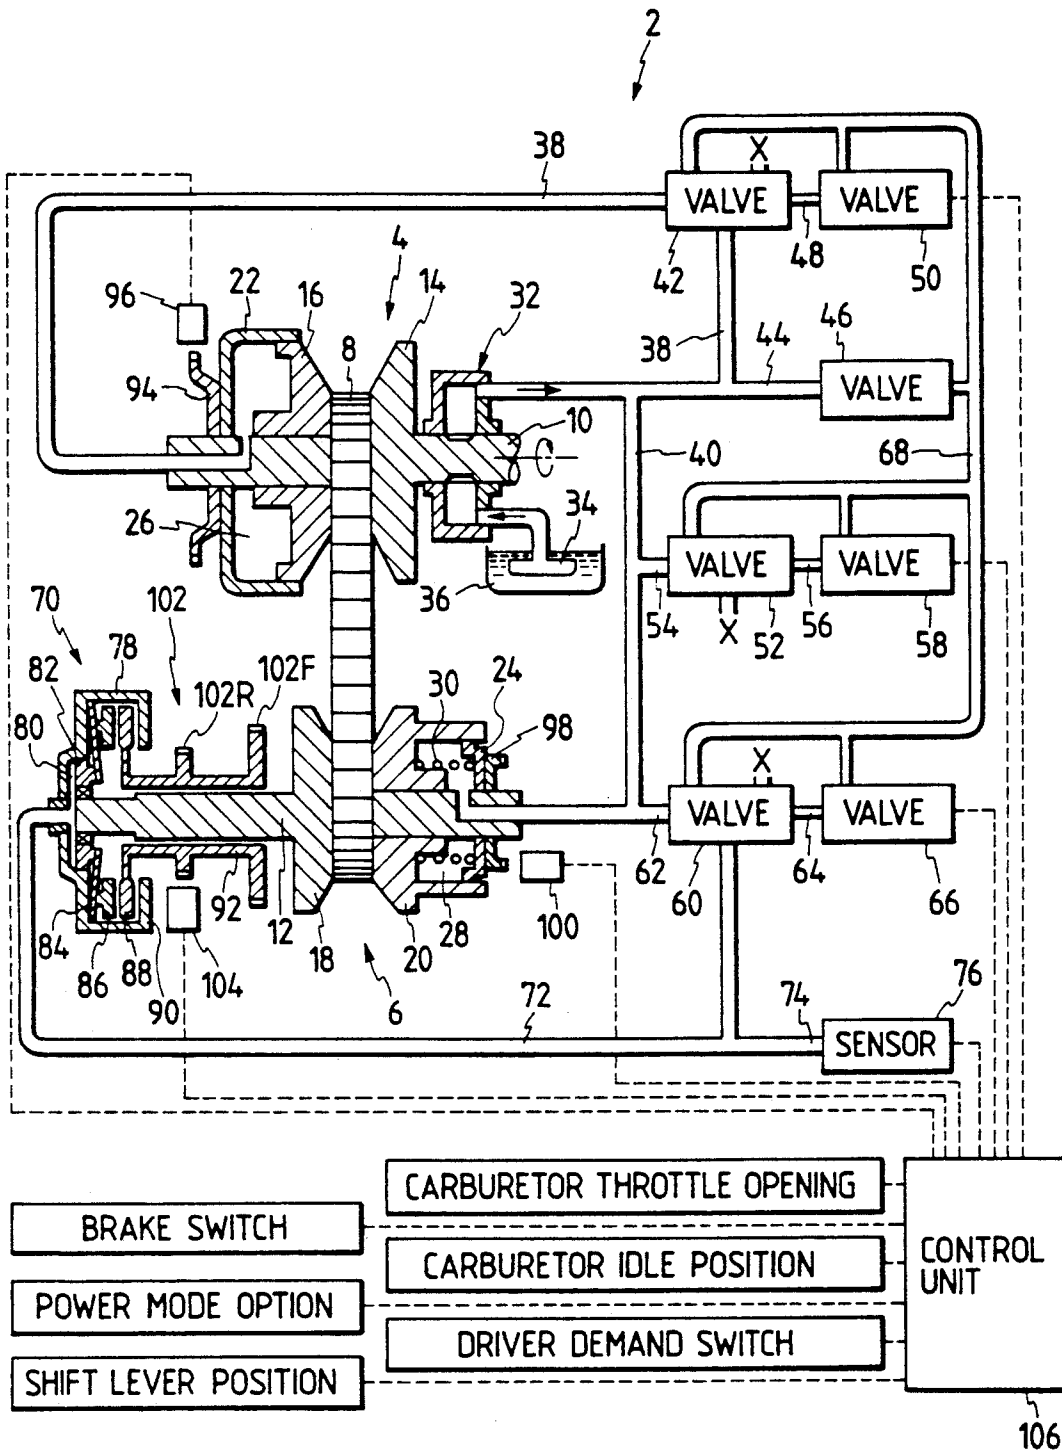 2
38
X
VALVE
VALVE
4
48
42
50
96
22
16
14
32
46
8
38
44
VALVE
94
10
40
68
26
34
36
VALVE
VALVE
54
X
52
56
58
70
102
78
102F
82
102R
30
24
98
80
X
VALVE
VALVE
62
60
64
66
84
86
88
90
104
92
12
18
6
20
28
100
72
74
76
SENSOR
CARBURETOR THROTTLE OPENING
BRAKE SWITCH
CARBURETOR IDLE POSITION
POWER MODE OPTION
DRIVER DEMAND SWITCH
SHIFT LEVER POSITION
CONTROL
UNIT
106